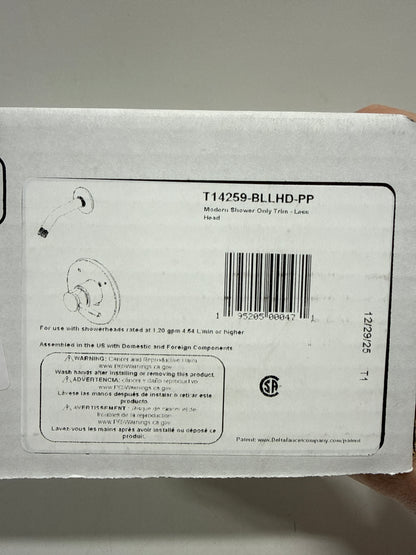 T14259-BLLHD-PP
Modern Shower Only Trim - Less
Head
1 95205 00047 1
For use with showerheads rated at 1.20 gpm 4.54 L/min or higher
Assembled in the US with Domestic and Foreign Components
12/29/25 T1
⚠WARNING: Cancer and Reproductive Harm
www.P65Warnings.ca.gov
Wash hands after installing or removing this product.
⚠ADVERTENCIA: cáncer y daño reproductivo
www.P65Warnings.ca.gov
Lávese las manos después de instalar o retirar este
producto.
⚠AVERTISSEMENT: Risque de cancer et de
troubles de la reproduction
www.P65Warnings.ca.gov
Lavez-vous les mains après avoir installé ou déposé ce
produit.
Patent: www.Deltafaucetcompany.com/patent